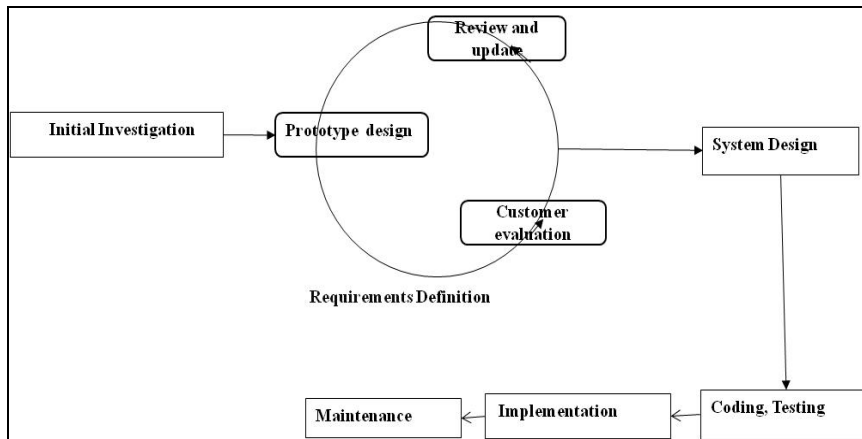 Review and
update
Initial Investigation
Prototype design
System Design
Customer
evaluation
Requirements Definition
Maintenance
Implementation
Coding, Testing